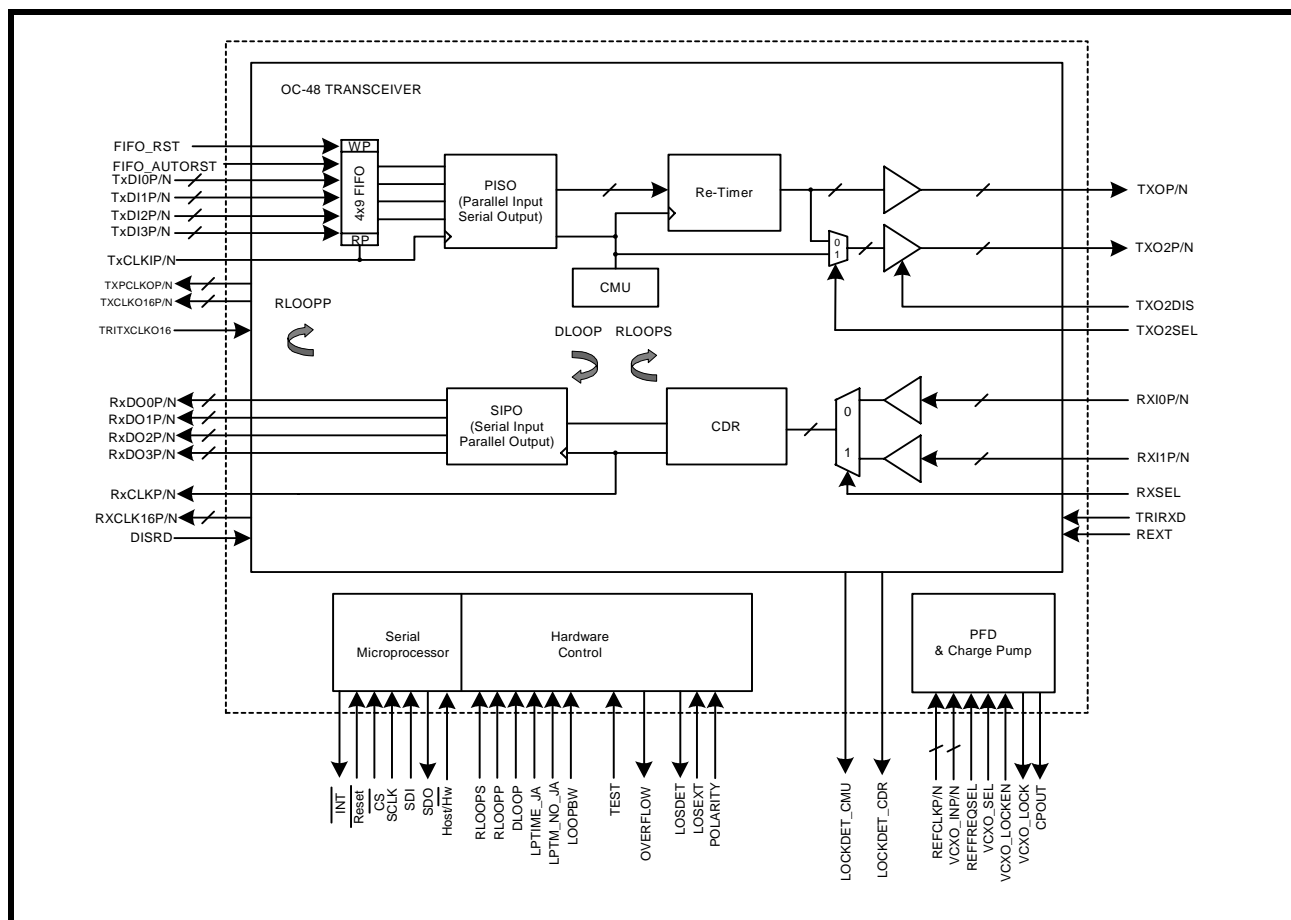 OC-48 TRANSCEIVER
FIFO_RST
FIFO_AUTORST
TxDI0P/N
TxDI1P/N
TxDI2P/N
TxDI3P/N
TxCLKIP/N
TXPCLKOP/N
TXCLKO16P/N
TRITXCLKO16
WP
4x9 FIFO
RP
PISO
(Parallel Input
Serial Output)
Re-Timer
CMU
0
1
TXOP/N
TXO2P/N
TXO2DIS
TXO2SEL
RLOOPP
DLOOP
RLOOPS
RxDO0P/N
RxDO1P/N
RxDO2P/N
RxDO3P/N
RxCLKP/N
RXCLK16P/N
DISRD
SIPO
(Serial Input
Parallel Output)
CDR
0
1
RXI0P/N
RXI1P/N
RXSEL
TRIRXD
REXT
Serial
Microprocessor
Hardware
Control
PFD
& Charge Pump
INT
Reset
CS
SCLK
SDI
SDO
Host/Hw
RLOOPS
RLOOPP
DLOOP
LPTIME_JA
LPTM_NO_JA
LOOPBW
TEST
OVERFLOW
LOSDET
LOSEXT
POLARITY
LOCKDET_CMU
LOCKDET_CDR
REFCLKP/N
VCXO_INP/N
REFFREQSEL
VCXO_SEL
VCXO_LOCKEN
VCXO_LOCK
CPOUT